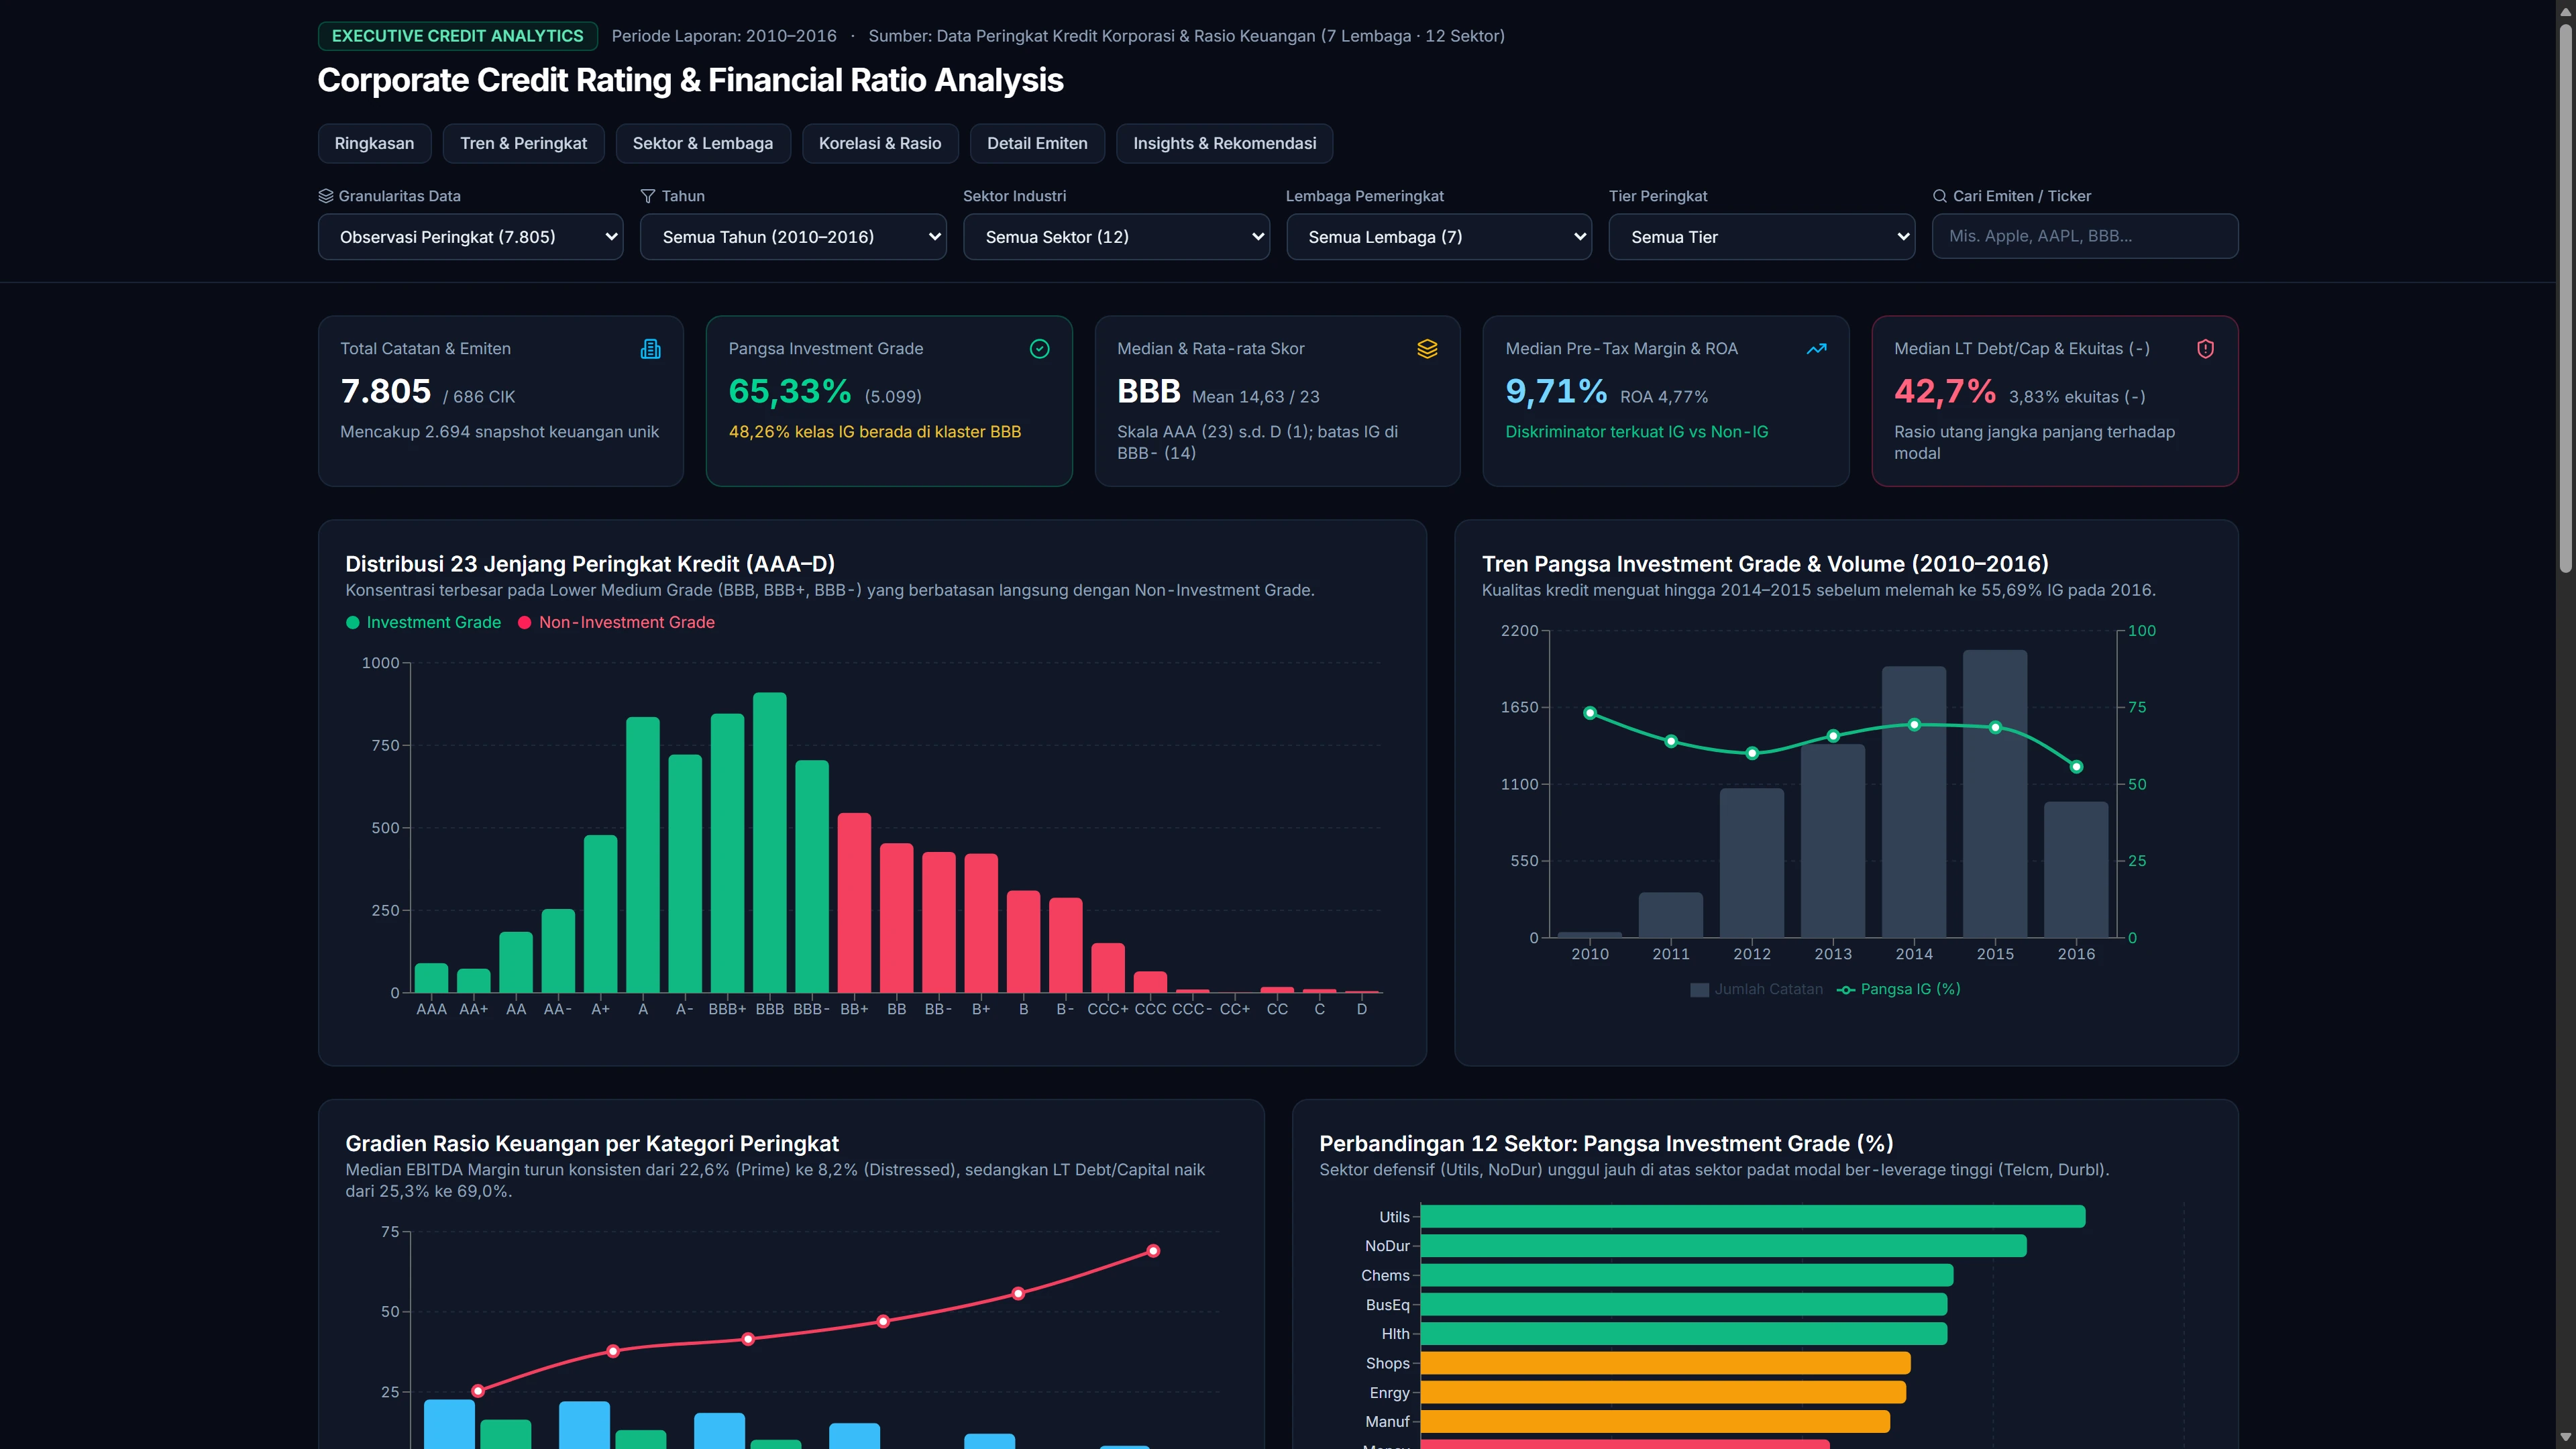 EXECUTIVE CREDIT ANALYTICS Periode Laporan: 2010–2016 · Sumber: Data Peringkat Kredit Korporasi & Rasio Keuangan (7 Lembaga · 12 Sektor)
Corporate Credit Rating & Financial Ratio Analysis
Ringkasan Tren & Peringkat Sektor & Lembaga Korelasi & Rasio Detail Emiten Insights & Rekomendasi
Granularitas Data Tahun Sektor Industri Lembaga Pemeringkat Tier Peringkat Cari Emiten / Ticker
Observasi Peringkat (7.805) Semua Tahun (2010–2016) Semua Sektor (12) Semua Lembaga (7) Semua Tier Mis. Apple, AAPL, BBB...
Total Catatan & Emiten
7.805 / 686 CIK
Mencakup 2.694 snapshot keuangan unik
Pangsa Investment Grade
65,33% (5.099)
48,26% kelas IG berada di klaster BBB
Median & Rata-rata Skor
BBB Mean 14,63 / 23
Skala AAA (23) s.d. D (1); batas IG di
BBB- (14)
Median Pre-Tax Margin & ROA
9,71% ROA 4,77%
Diskriminator terkuat IG vs Non-IG
Median LT Debt/Cap & Ekuitas (-)
42,7% 3,83% ekuitas (-)
Rasio utang jangka panjang terhadap
modal
Distribusi 23 Jenjang Peringkat Kredit (AAA–D)
Konsentrasi terbesar pada Lower Medium Grade (BBB, BBB+, BBB-) yang berbatasan langsung dengan Non-Investment Grade.
Investment Grade Non-Investment Grade
1000
750
500
250
0
AAA AA+ AA AA- A+ A A- BBB+ BBB BBB- BB+ BB BB- B+ B B- CCC+ CCC CCC- CC+ CC C D
Tren Pangsa Investment Grade & Volume (2010–2016)
Kualitas kredit menguat hingga 2014–2015 sebelum melemah ke 55,69% IG pada 2016.
2200 100
1650 75
1100 50
550 25
0 0
2010 2011 2012 2013 2014 2015 2016
Jumlah Catatan Pangsa IG (%)
Gradien Rasio Keuangan per Kategori Peringkat
Median EBITDA Margin turun konsisten dari 22,6% (Prime) ke 8,2% (Distressed), sedangkan LT Debt/Capital naik
dari 25,3% ke 69,0%.
75
50
25
Perbandingan 12 Sektor: Pangsa Investment Grade (%)
Sektor defensif (Utils, NoDur) unggul jauh di atas sektor padat modal ber-leverage tinggi (Telcm, Durbl).
Utils
NoDur
Chems
BusEq
Hlth
Shops
Enrgy
Manuf